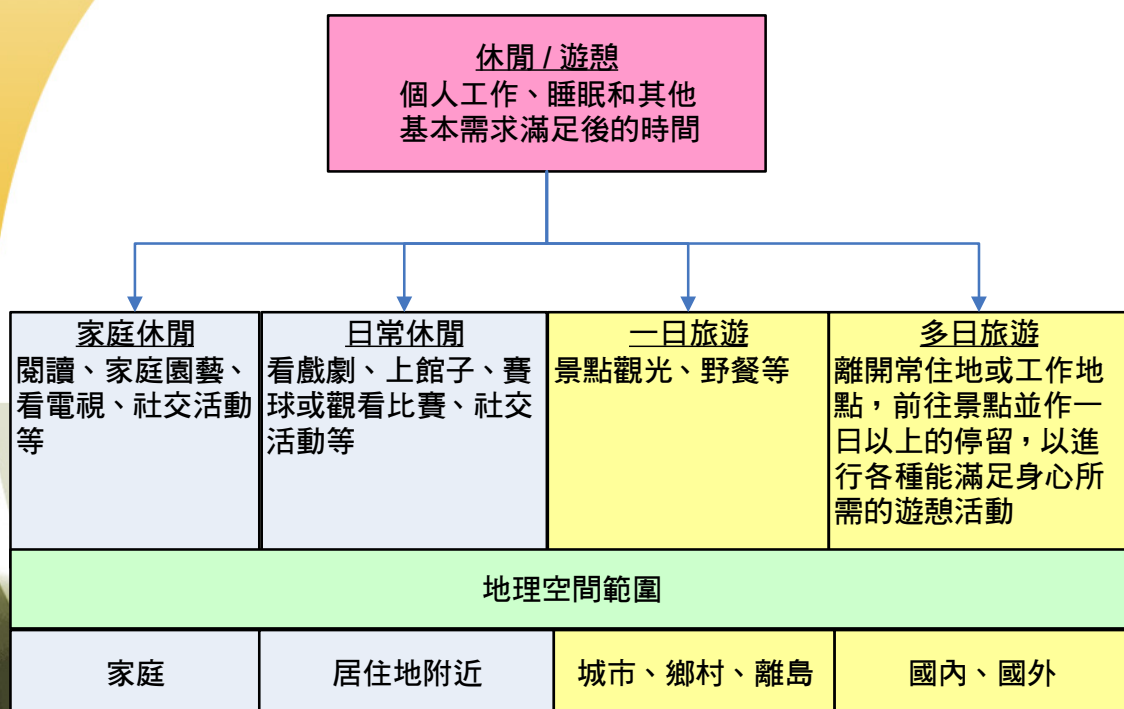 休閒 / 遊憩
個人工作、睡眠和其他
基本需求滿足後的時間
家庭休閒
閱讀、家庭園藝、
看電視、社交活動
等
日常休閒
看戲劇、上館子、賽
球或觀看比賽、社交
活動等
一日旅遊
景點觀光、野餐等
多日旅遊
離開常住地或工作地
點，前往景點並作一
日以上的停留，以進
行各種能滿足身心所
需的遊憩活動
地理空間範圍
家庭
居住地附近
城市、鄉村、離島
國內、國外